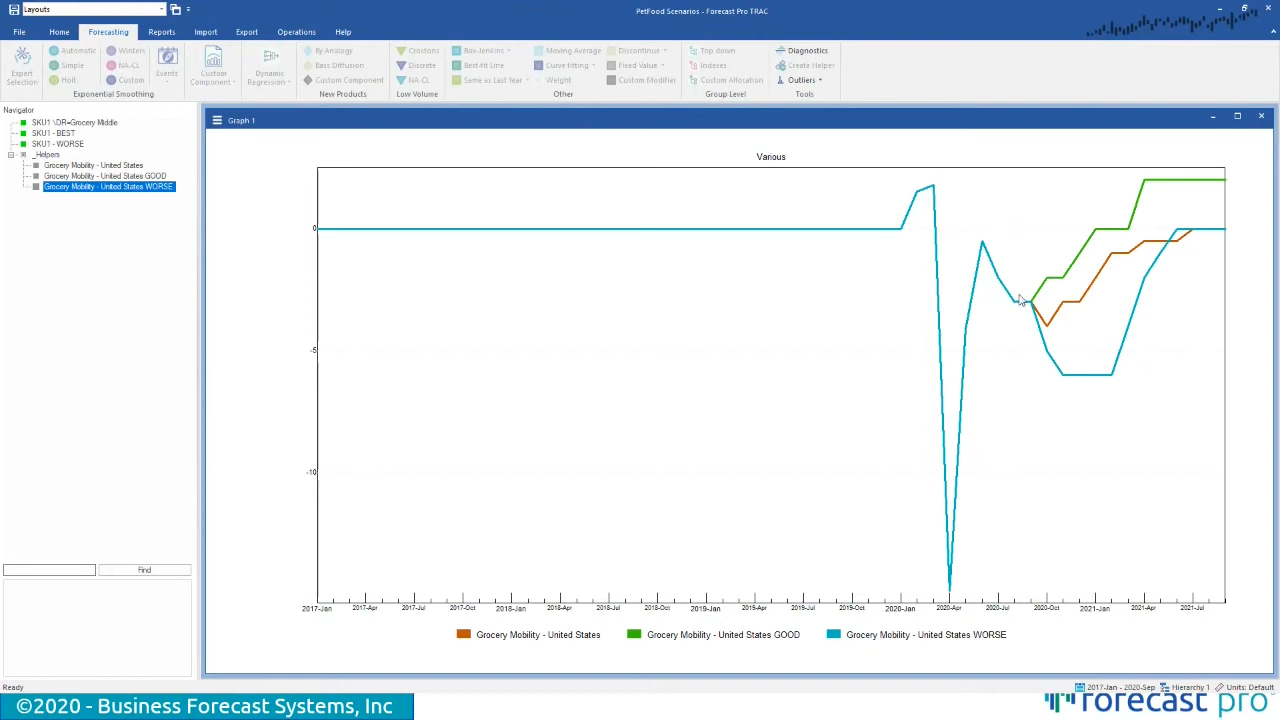 Layouts
PetFood Scenarios - Forecast Pro TRAC
File Home Forecasting Reports Import Export Operations Help
Expert Selection
Automatic Winters
Simple NA-CL
Holt Custom
Exponential Smoothing
Events
Custom Component
Dynamic Regression
By Analogy
Bass Diffusion
Custom Component
New Products
Crostons
Discrete
NA-CL
Low Volume
Box-Jenkins Moving Average Discontinue
Best-fit Line Curve fitting Fixed Value
Same as Last Year Weight Custom Modifier
Other
Top down
Indexes
Custom Allocation
Group Level
Diagnostics
Create Helper
Outliers
Tools
Navigator
SKU1 \DR=Grocery Middle
SKU1 - BEST
SKU1 - WORSE
_Helpers
Grocery Mobility - United States
Grocery Mobility - United States GOOD
Grocery Mobility - United States WORSE
Find
Graph 1
Various
0
-5
-10
2017-Jan 2017-Apr 2017-Jul 2017-Oct 2018-Jan 2018-Apr 2018-Jul 2018-Oct 2019-Jan 2019-Apr 2019-Jul 2019-Oct 2020-Jan 2020-Apr 2020-Jul 2020-Oct 2021-Jan 2021-Apr 2021-Jul
Grocery Mobility - United States Grocery Mobility - United States GOOD Grocery Mobility - United States WORSE
Ready
2017-Jan - 2020-Sep Hierarchy 1 Units: Default
©2020 - Business Forecast Systems, Inc
forecast pro